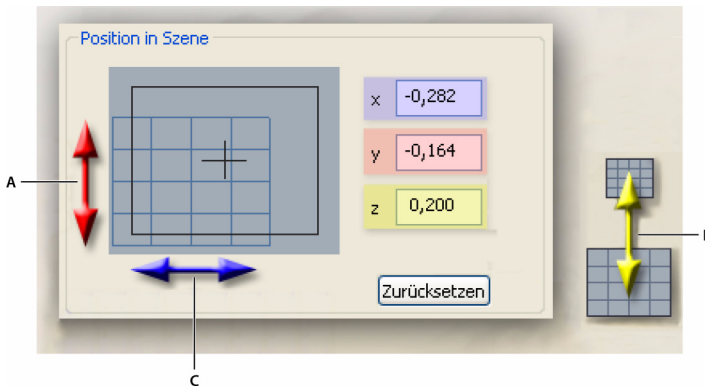 Position in Szene
x -0,282
y -0,164
z 0,200
Zurücksetzen
A
C